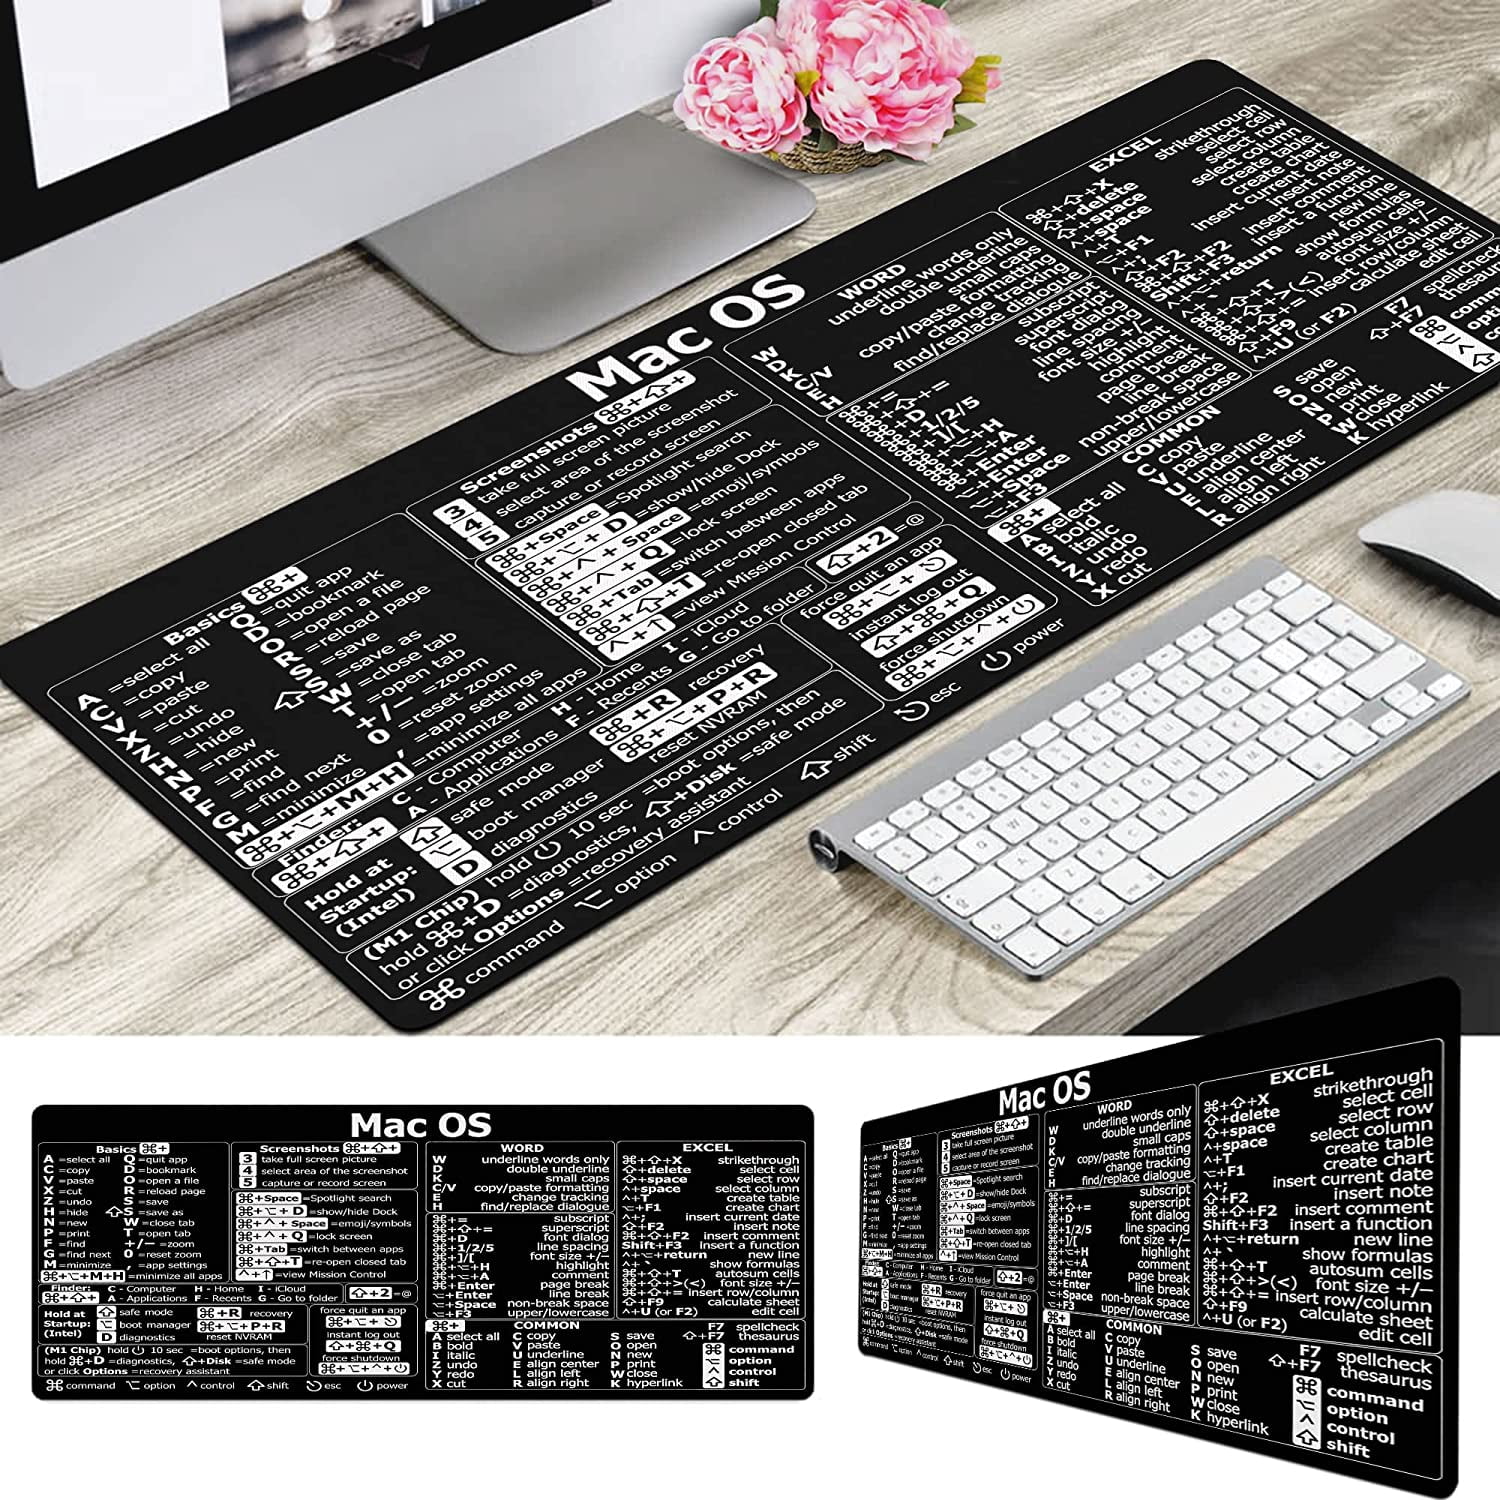 Mac OS
Basics ⌘+
A =select all Q =quit app
C =copy D =bookmark
V =paste O =open a file
X =cut R =reload page
Z =undo S =save
H =hide ⇧S =save as
N =new W =close tab
P =print T =open tab
F =find +/− =zoom
G =find next 0 =reset zoom
M =minimize , =app settings
⌘+⌥+M+H =minimize all apps
Finder: ⌘+⇧+
C - Computer H - Home I - iCloud
A - Applications F - Recents G - Go to folder
⇧+2 =@
Screenshots ⌘+⇧+
3 take full screen picture
4 select area of the screenshot
5 capture or record screen
⌘+Space =Spotlight search
⌘+⌥+D =show/hide Dock
⌘+^+Space =emoji/symbols
⌘+^+Q =lock screen
⌘+Tab =switch between apps
⌘+⇧+T =re-open closed tab
^+↑ =view Mission Control
Hold at Startup: (Intel)
⇧ safe mode ⌘+R recovery
⌥ boot manager ⌘+⌥+P+R
D diagnostics reset NVRAM
(M1 Chip) hold ⏻ 10 sec =boot options, then
hold ⌘+D =diagnostics, ⇧+Disk =safe mode
or click Options =recovery assistant
force quit an app
⌘+⌥+⎋
instant log out
⇧+⌘+Q
force shutdown
⌘+⌥+^+⏻
⌘ command ⌥ option ^ control ⇧ shift ⎋ esc ⏻ power
WORD
W underline words only
D double underline
K small caps
C/V copy/paste formatting
E change tracking
H find/replace dialogue
⌘+= subscript
⌘+⇧+= superscript
⌘+D font dialog
⌘+1/2/5 line spacing
⌘+]/[ font size +/−
⌘+⌥+H highlight
⌘+⌥+A comment
⌘+Enter page break
⌥+Enter line break
⌥+Space non-break space
⇧+F3 upper/lowercase
EXCEL
⌘+⇧+X strikethrough
⇧+delete select cell
⇧+space select row
^+space select column
^+T create table
⌥+F1 create chart
^+; insert current date
⇧+F2 insert note
⌘+⇧+F2 insert comment
Shift+F3 insert a function
^+⌥+return new line
^+` show formulas
⌘+⇧+T autosum cells
⌘+⇧+>(<) font size +/−
⌘+⇧+= insert row/column
⇧+F9 calculate sheet
^+U (or F2) edit cell
COMMON
⌘+
A select all C copy S save
B bold V paste O open
I italic U underline N new
Z undo E align center P print
Y redo L align left W close
X cut R align right K hyperlink
F7 spellcheck
⇧+F7 thesaurus
⌘ command
⌥ option
^ control
⇧ shift